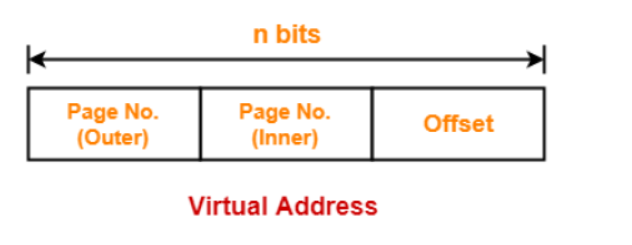 n bits
Page No.
(Outer)
Page No.
(Inner)
Offset
Virtual Address